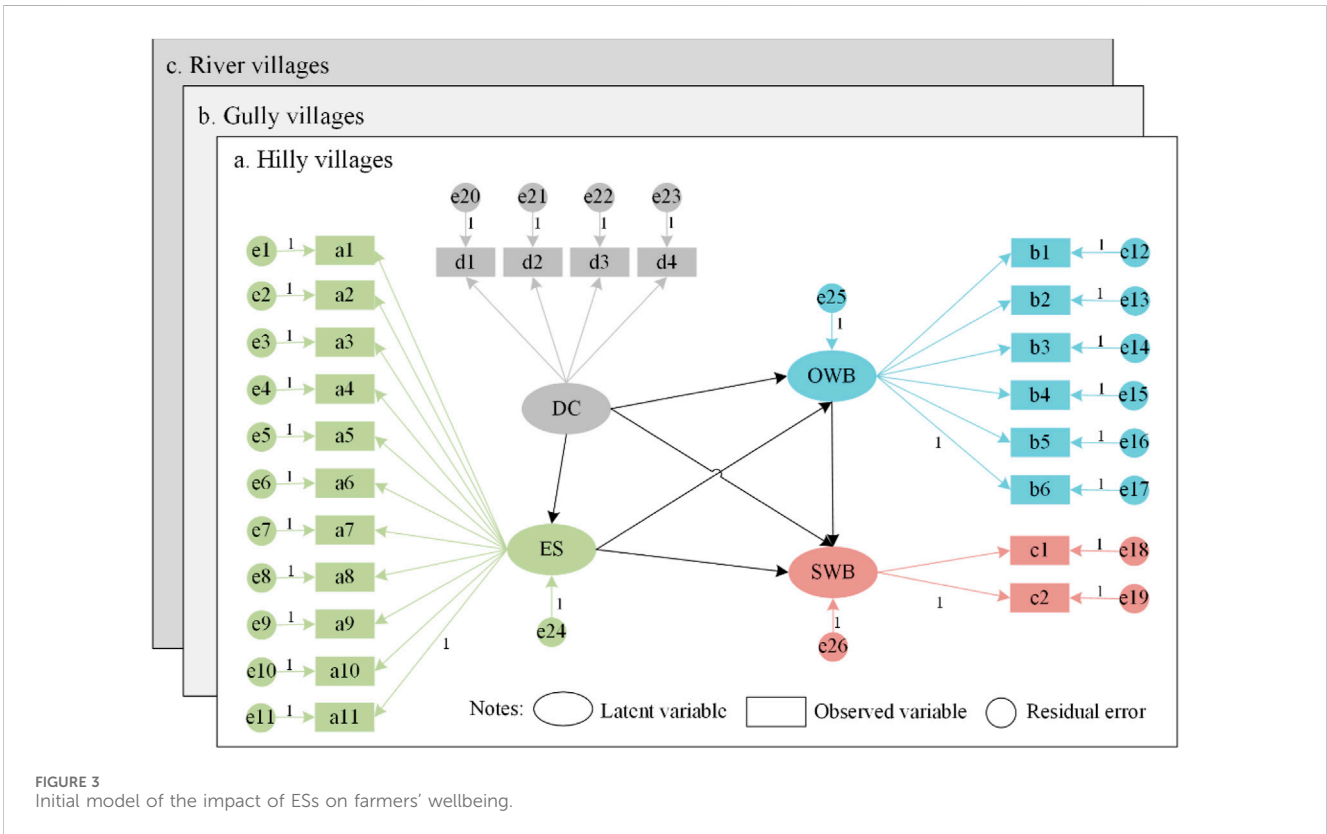 c. River villages
b. Gully villages
a. Hilly villages
e20 e21 e22 e23
1 1 1 1
d1 d2 d3 d4
e1 1 a1
e2 1 a2
e3 1 a3
e4 1 a4
e5 1 a5
e6 1 a6
e7 1 a7
e8 1 a8
e9 1 a9
e10 1 a10
e11 1 a11
1
DC
ES
1
e24
e25
1
OWB
SWB
1
e26
b1 1 e12
b2 1 e13
b3 1 e14
b4 1 e15
b5 1 e16
b6 1 e17
1
c1 1 e18
c2 1 e19
1
Notes: Latent variable Observed variable Residual error
FIGURE 3
Initial model of the impact of ESs on farmers' wellbeing.